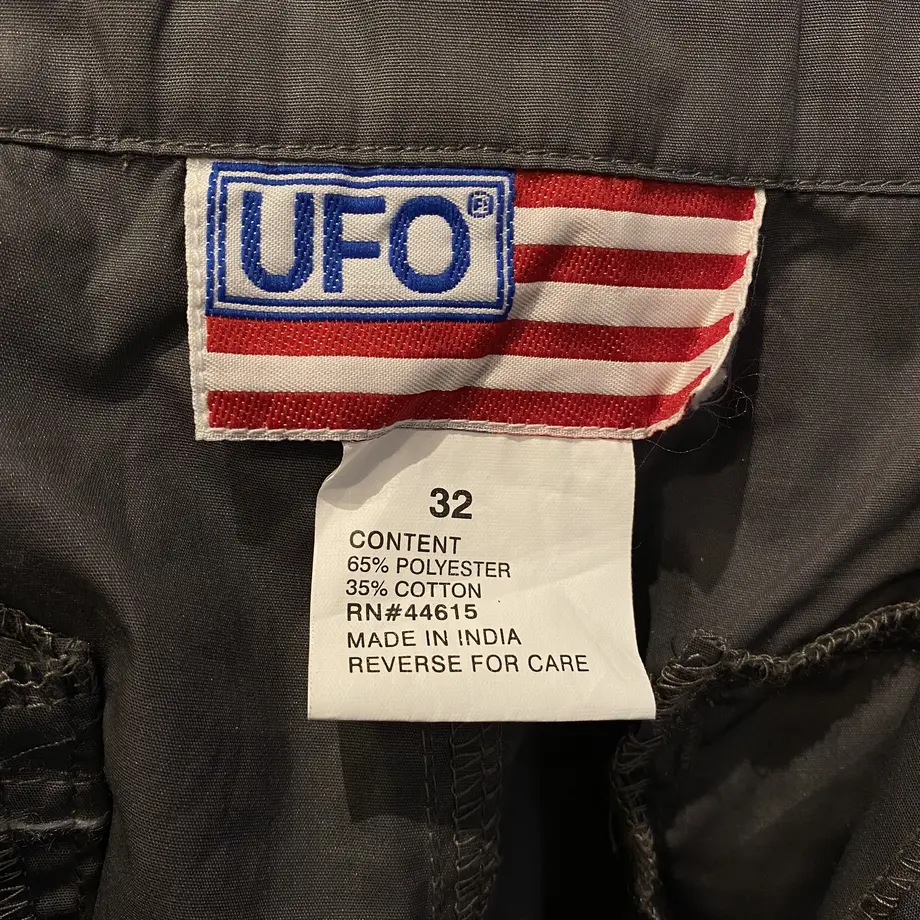 UFO®
32
CONTENT
65% POLYESTER
35% COTTON
RN#44615
MADE IN INDIA
REVERSE FOR CARE